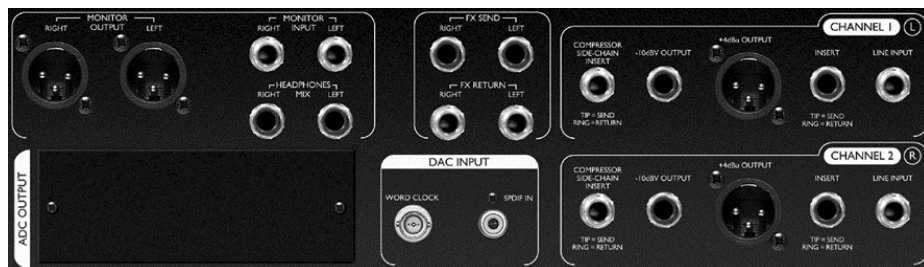 MONITOR
RIGHT OUTPUT LEFT
MONITOR
RIGHT INPUT LEFT
HEADPHONES
RIGHT MIX LEFT
FX SEND
RIGHT LEFT
FX RETURN
RIGHT LEFT
CHANNEL 1 L
COMPRESSOR
SIDE-CHAIN
INSERT
-10dBV OUTPUT
+4dBu OUTPUT
INSERT
LINE INPUT
TIP = SEND
RING = RETURN
TIP = SEND
RING = RETURN
ADC OUTPUT
DAC INPUT
WORD CLOCK
SPDIF IN
CHANNEL 2 R
COMPRESSOR
SIDE-CHAIN
INSERT
-10dBV OUTPUT
+4dBu OUTPUT
INSERT
LINE INPUT
TIP = SEND
RING = RETURN
TIP = SEND
RING = RETURN